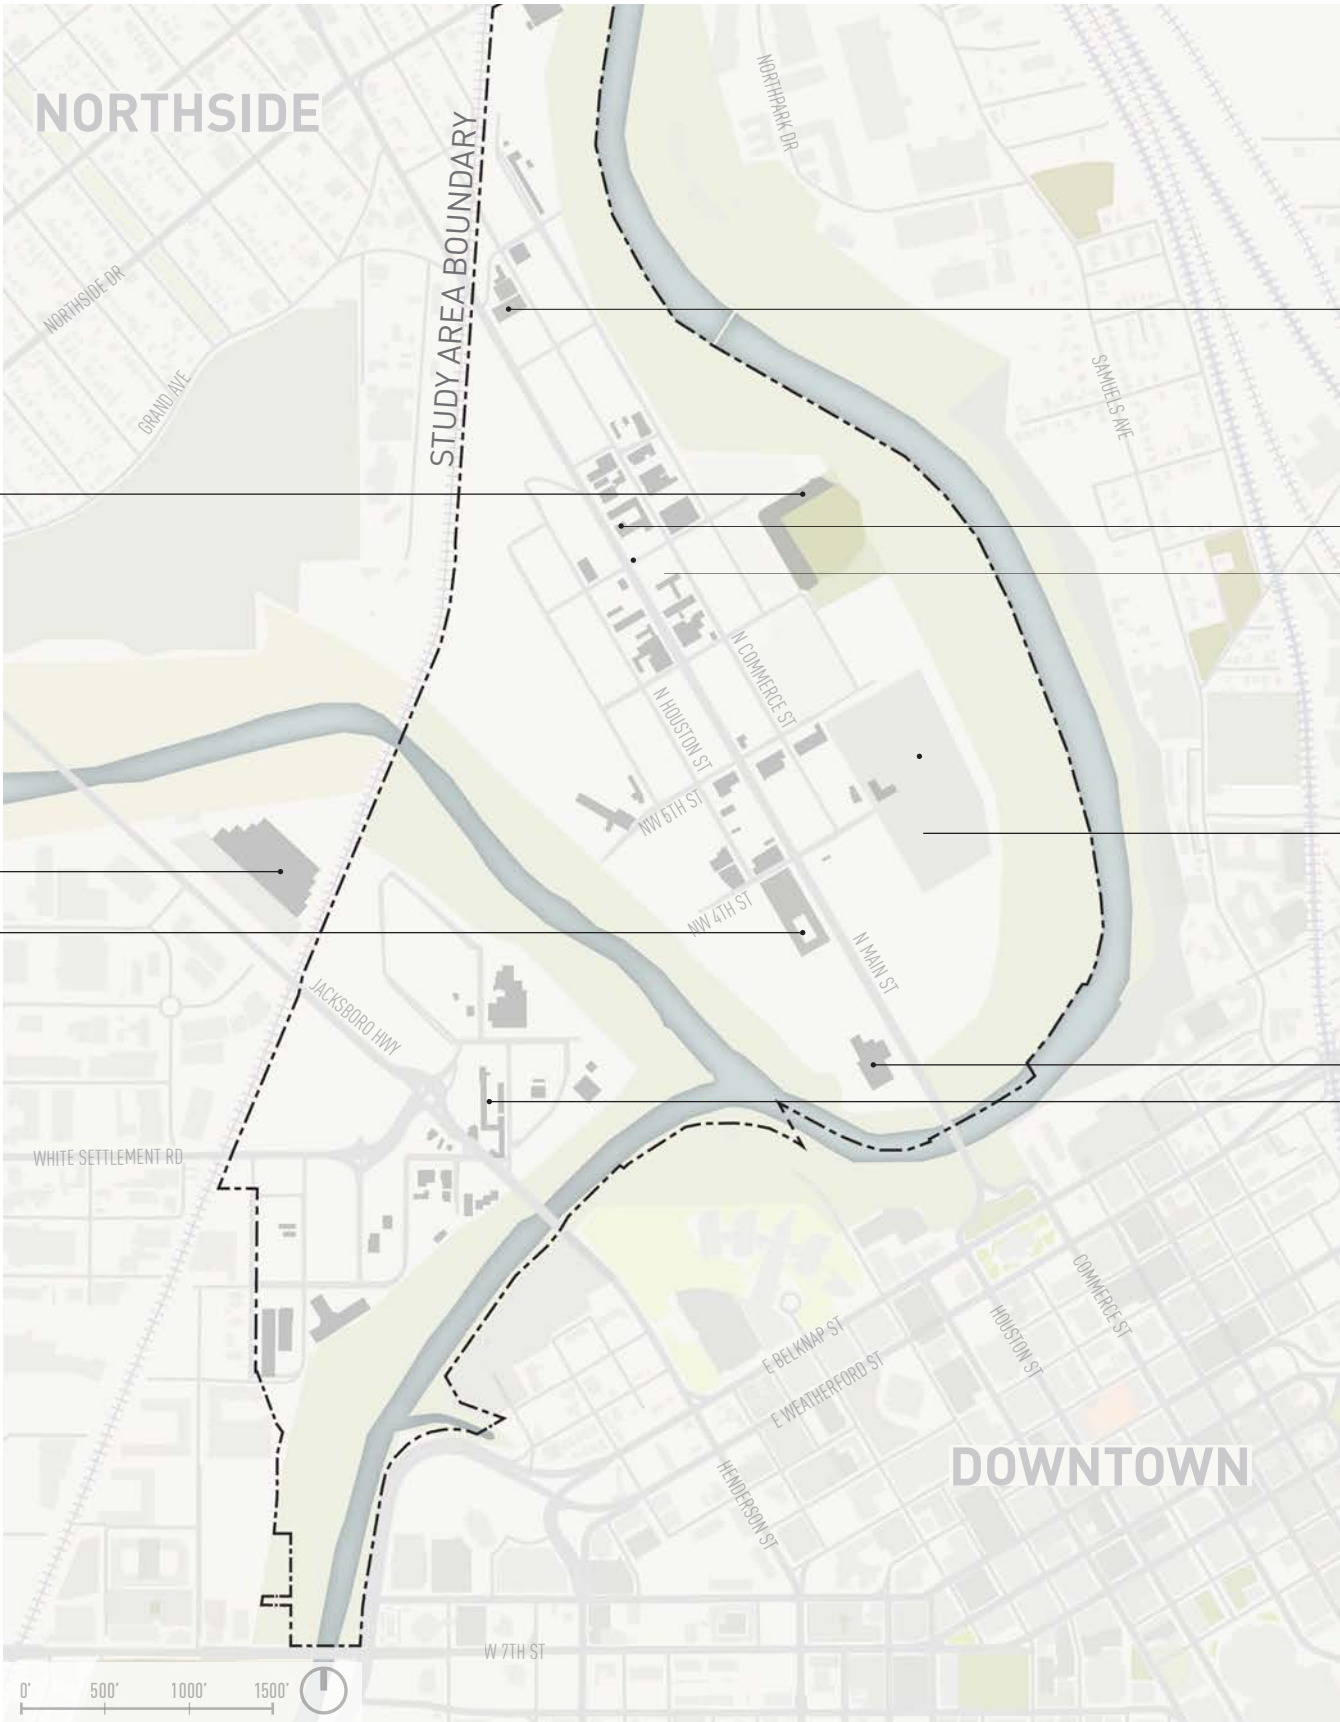 NORTHSIDE
NORTHPARK DR
STUDY AREA BOUNDARY
NORTHSIDE DR
GRAND AVE
SAMUELS AVE
N COMMERCE ST
N HOUSTON ST
NW 5TH ST
NW 4TH ST
N MAIN ST
JACKSBORO HWY
WHITE SETTLEMENT RD
COMMERCE ST
HOUSTON ST
E BELKNAP ST
E WEATHERFORD ST
DOWNTOWN
HENDERSON ST
W 7TH ST
0' 500' 1000' 1500'